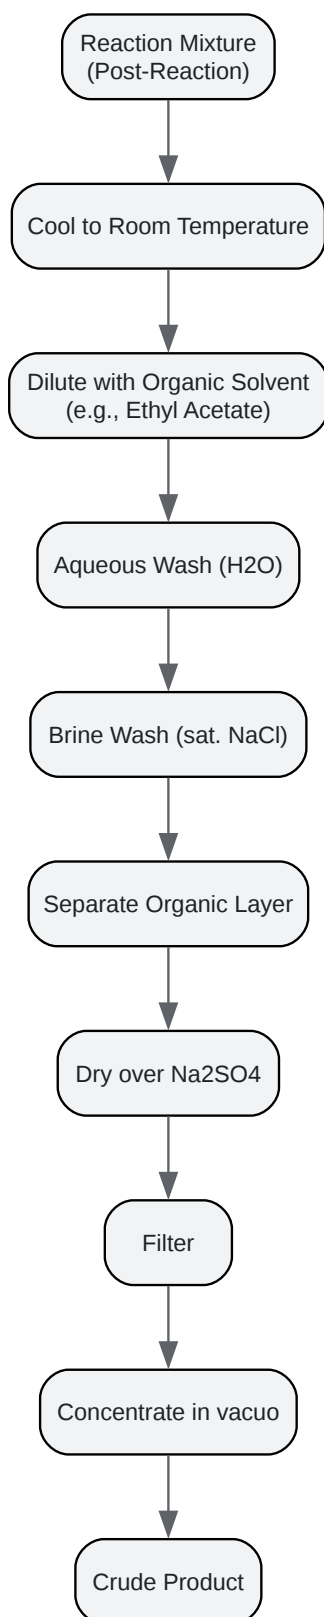 Reaction Mixture
(Post-Reaction)
Cool to Room Temperature
Dilute with Organic Solvent
(e.g., Ethyl Acetate)
Aqueous Wash (H2O)
Brine Wash (sat. NaCl)
Separate Organic Layer
Dry over Na2SO4
Filter
Concentrate in vacuo
Crude Product